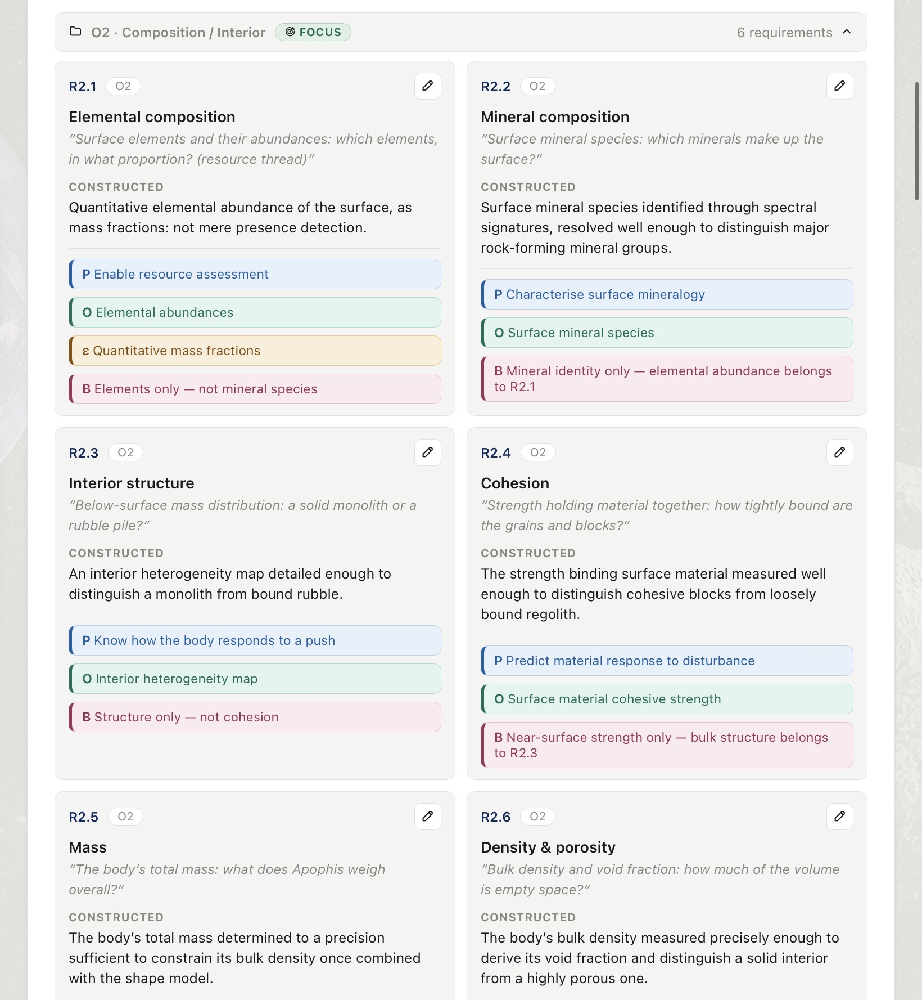 O2 · Composition / Interior FOCUS 6 requirements
R2.1 O2
Elemental composition
“Surface elements and their abundances: which elements,
in what proportion? (resource thread)”
CONSTRUCTED
Quantitative elemental abundance of the surface, as
mass fractions: not mere presence detection.
P Enable resource assessment
O Elemental abundances
ε Quantitative mass fractions
B Elements only — not mineral species
R2.2 O2
Mineral composition
“Surface mineral species: which minerals make up the
surface?”
CONSTRUCTED
Surface mineral species identified through spectral
signatures, resolved well enough to distinguish major
rock-forming mineral groups.
P Characterise surface mineralogy
O Surface mineral species
B Mineral identity only — elemental abundance belongs
to R2.1
R2.3 O2
Interior structure
“Below-surface mass distribution: a solid monolith or a
rubble pile?”
CONSTRUCTED
An interior heterogeneity map detailed enough to
distinguish a monolith from bound rubble.
P Know how the body responds to a push
O Interior heterogeneity map
B Structure only — not cohesion
R2.4 O2
Cohesion
“Strength holding material together: how tightly bound are
the grains and blocks?”
CONSTRUCTED
The strength binding surface material measured well
enough to distinguish cohesive blocks from loosely
bound regolith.
P Predict material response to disturbance
O Surface material cohesive strength
B Near-surface strength only — bulk structure belongs
to R2.3
R2.5 O2
Mass
“The body’s total mass: what does Apophis weigh
overall?”
CONSTRUCTED
The body’s total mass determined to a precision
sufficient to constrain its bulk density once combined
with the shape model.
R2.6 O2
Density & porosity
“Bulk density and void fraction: how much of the volume
is empty space?”
CONSTRUCTED
The body’s bulk density measured precisely enough to
derive its void fraction and distinguish a solid interior
from a highly porous one.